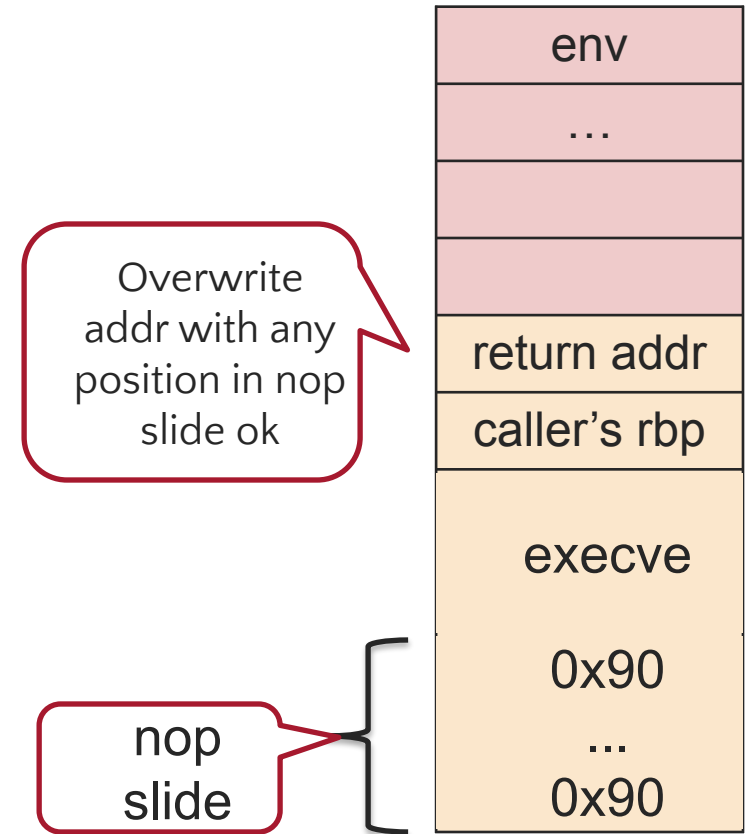 env
...
Overwrite
addr with any
position in nop
slide ok
return addr
caller’s rbp
execve
0x90
...
0x90
nop
slide